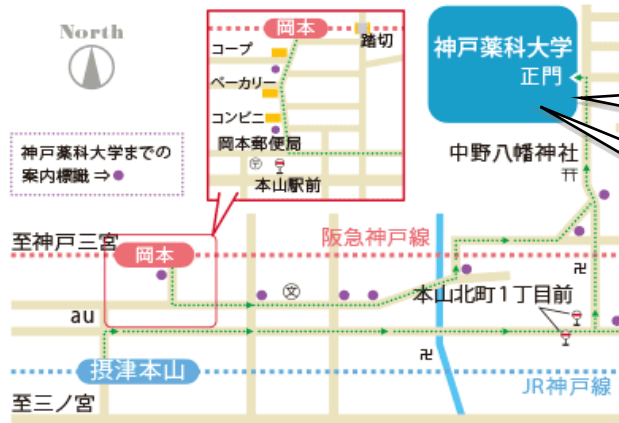 North
神戸薬科大学までの
案内標識 ⇒
岡本
踏切
コープ
ベーカリー
コンビニ
岡本郵便局
〒
本山駅前
神戸薬科大学
正門
中野八幡神社
至神戸三宮
岡本
阪急神戸線
文
au
本山北町1丁目前
摂津本山
JR神戸線
至三ノ宮